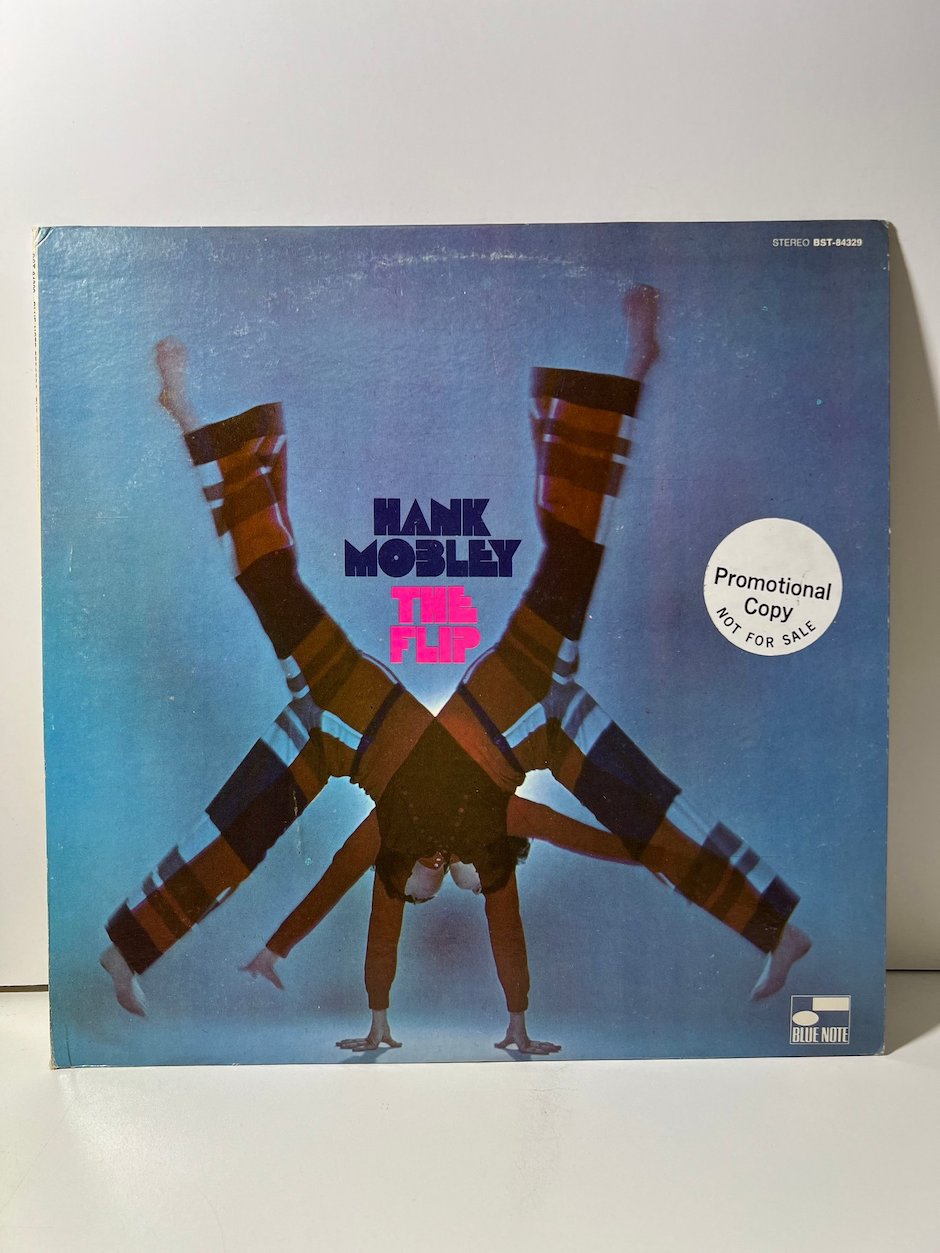 STEREO BST-84329
HANK
MOBLEY
THE
FLIP
Promotional
Copy
NOT FOR SALE
BLUE NOTE